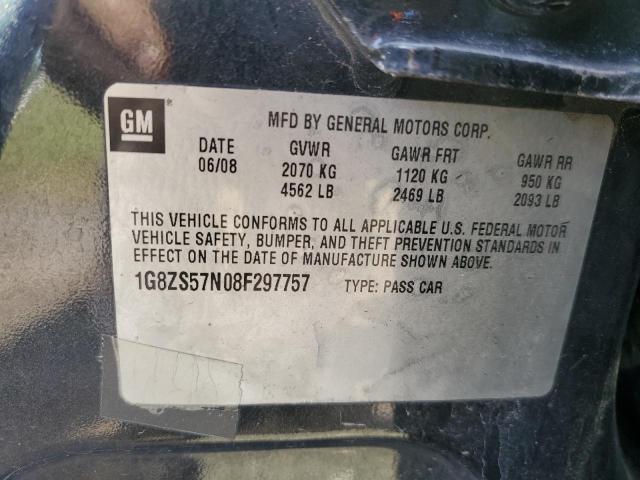 GM
MFD BY GENERAL MOTORS CORP.
DATE GVWR GAWR FRT GAWR RR
06/08 2070 KG 1120 KG 950 KG
4562 LB 2469 LB 2093 LB
THIS VEHICLE CONFORMS TO ALL APPLICABLE U.S. FEDERAL MOTOR
VEHICLE SAFETY, BUMPER, AND THEFT PREVENTION STANDARDS IN
EFFECT ON THE DATE OF MANUFACTURE SHOWN ABOVE.
1G8ZS57N08F297757 TYPE: PASS CAR